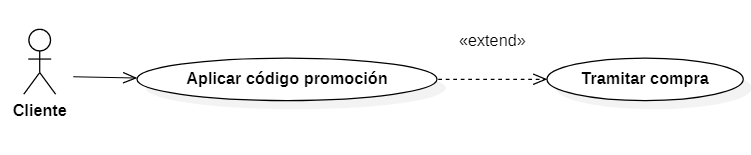 «extend»
Aplicar código promoción
Tramitar compra
Cliente